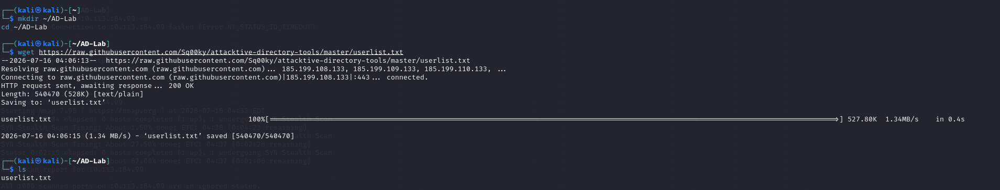 ┌──(kali㉿kali)-[~]
└─$ mkdir ~/AD-Lab
cd ~/AD-Lab
┌──(kali㉿kali)-[~/AD-Lab]
└─$ wget https://raw.githubusercontent.com/Sq00ky/attacktive-directory-tools/master/userlist.txt
--2026-07-16 04:06:13--  https://raw.githubusercontent.com/Sq00ky/attacktive-directory-tools/master/userlist.txt
Resolving raw.githubusercontent.com (raw.githubusercontent.com)... 185.199.108.133, 185.199.109.133, 185.199.110.133, ...
Connecting to raw.githubusercontent.com (raw.githubusercontent.com)|185.199.108.133|:443... connected.
HTTP request sent, awaiting response... 200 OK
Length: 540470 (528K) [text/plain]
Saving to: ‘userlist.txt’
userlist.txt 100%[===================>] 527.80K 1.34MB/s in 0.4s
2026-07-16 04:06:15 (1.34 MB/s) - ‘userlist.txt’ saved [540470/540470]
┌──(kali㉿kali)-[~/AD-Lab]
└─$ ls
userlist.txt